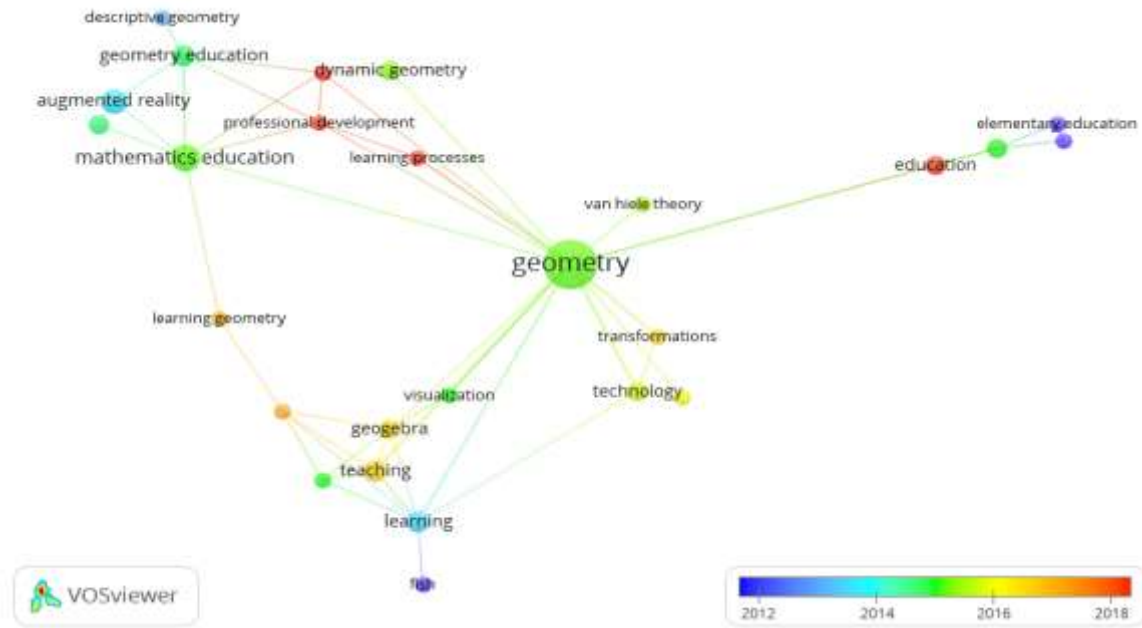 descriptive geometry
geometry education
dynamic geometry
augmented reality
professional development
elementary education
mathematics education
learning processes
education
van hiele theory
geometry
learning geometry
transformations
visualization
technology
geogebra
teaching
learning
fish
VOSviewer
2012
2014
2016
2018